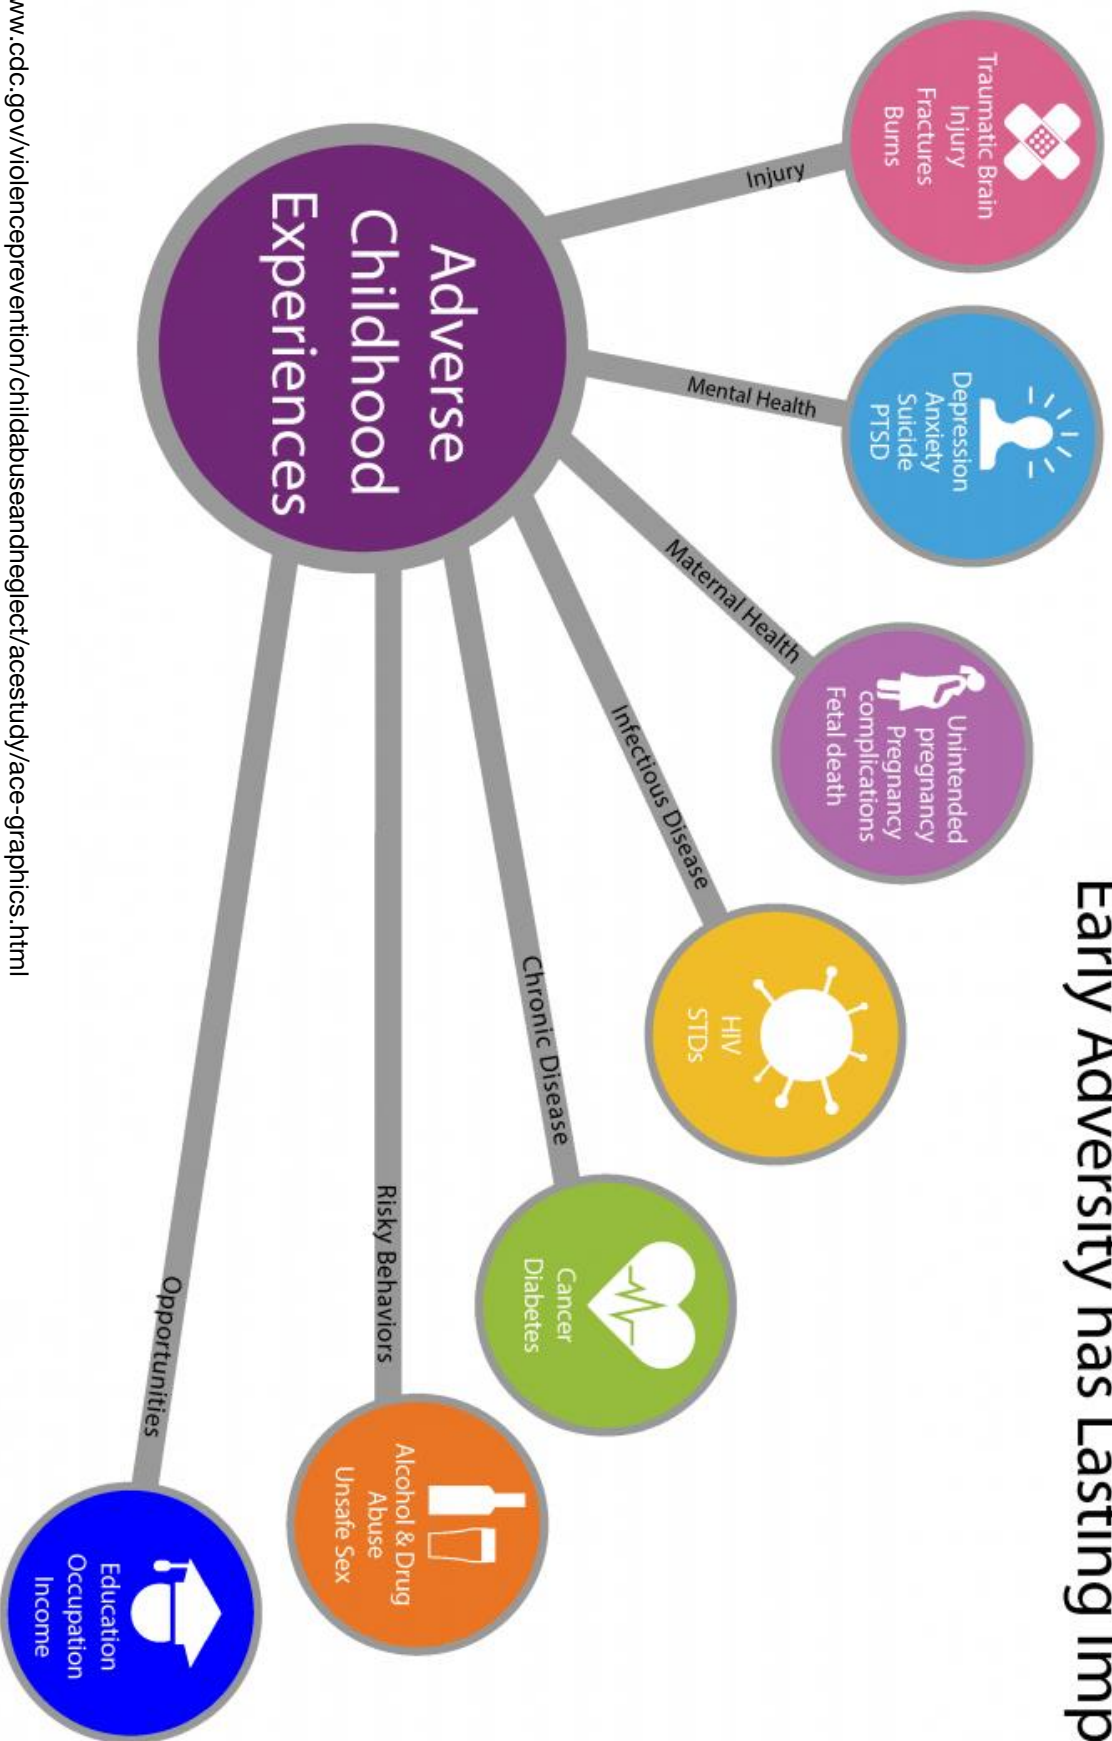 Early Adversity has Lasting Imp
Traumatic Brain
Injury
Fractures
Burns
Injury
Depression
Anxiety
Suicide
PTSD
Mental Health
Unintended
pregnancy
Pregnancy
complications
Fetal death
Maternal Health
HIV
STDs
Infectious Disease
Cancer
Diabetes
Chronic Disease
Alcohol & Drug
Abuse
Unsafe Sex
Risky Behaviors
Education
Occupation
Income
Opportunities
Adverse
Childhood
Experiences
ww.cdc.gov/violenceprevention/childabuseandneglect/acestudy/ace-graphics.html